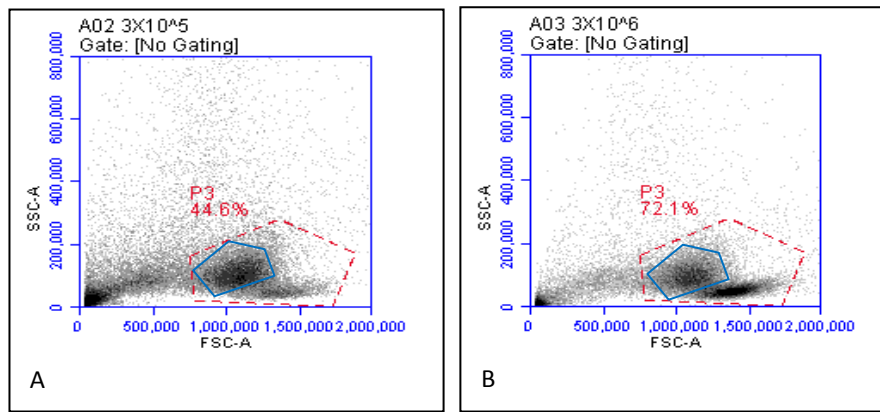 A02 3X10^5
Gate: [No Gating]
800,000
600,000
400,000
200,000
0
SSC-A
P3
44.6%
0
500,000
1,000,000
1,500,000
2,000,000
FSC-A
A
A03 3X10^6
Gate: [No Gating]
800,000
600,000
400,000
200,000
0
SSC-A
P3
72.1%
0
500,000
1,000,000
1,500,000
2,000,000
FSC-A
B